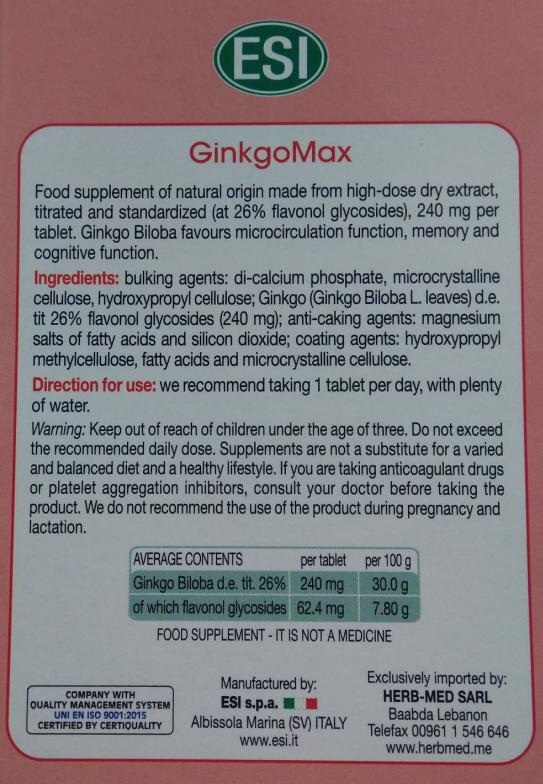 ESI
GinkgoMax
Food supplement of natural origin made from high-dose dry extract,
titrated and standardized (at 26% flavonol glycosides), 240 mg per
tablet. Ginkgo Biloba favours microcirculation function, memory and
cognitive function.
Ingredients: bulking agents: di-calcium phosphate, microcrystalline
cellulose, hydroxypropyl cellulose; Ginkgo (Ginkgo Biloba L. leaves) d.e.
tit 26% flavonol glycosides (240 mg); anti-caking agents: magnesium
salts of fatty acids and silicon dioxide; coating agents: hydroxypropyl
methylcellulose, fatty acids and microcrystalline cellulose.
Direction for use: we recommend taking 1 tablet per day, with plenty
of water.
Warning: Keep out of reach of children under the age of three. Do not exceed
the recommended daily dose. Supplements are not a substitute for a varied
and balanced diet and a healthy lifestyle. If you are taking anticoagulant drugs
or platelet aggregation inhibitors, consult your doctor before taking the
product. We do not recommend the use of the product during pregnancy and
lactation.
AVERAGE CONTENTS per tablet per 100 g
Ginkgo Biloba d.e. tit. 26% 240 mg 30.0 g
of which flavonol glycosides 62.4 mg 7.80 g
FOOD SUPPLEMENT - IT IS NOT A MEDICINE
COMPANY WITH
QUALITY MANAGEMENT SYSTEM
UNI EN ISO 9001:2015
CERTIFIED BY CERTIQUALITY
Manufactured by:
ESI s.p.a.
Albissola Marina (SV) ITALY
www.esi.it
Exclusively imported by:
HERB-MED SARL
Baabda Lebanon
Telefax 00961 1 546 646
www.herbmed.me